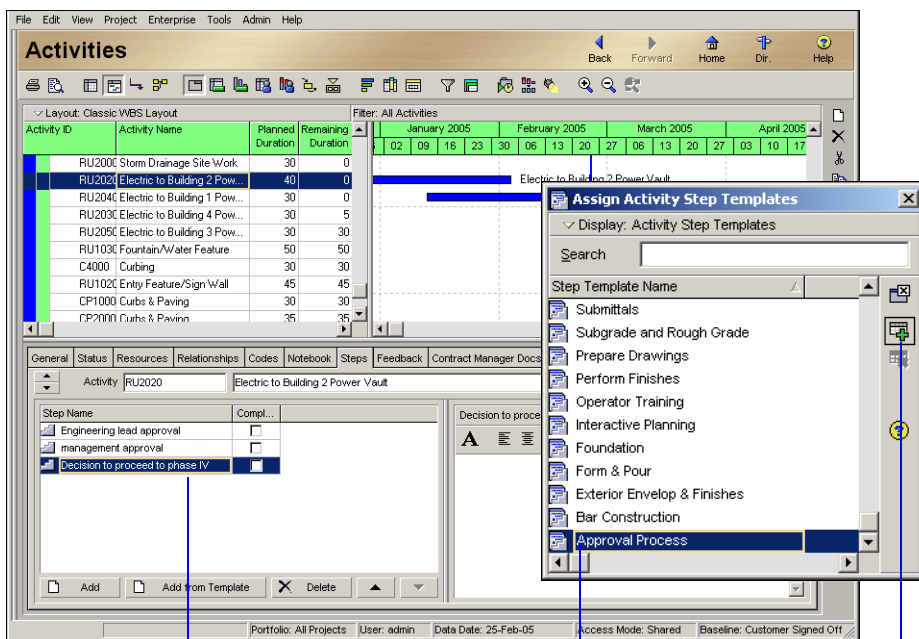 File Edit View Project Enterprise Tools Admin Help
Activities
Back Forward Home Dir. Help
Layout: Classic WBS Layout Filter: All Activities
Activity ID Activity Name Planned Duration Remaining Duration
January 2005 February 2005 March 2005 April 2005
02 09 16 23 30 06 13 20 27 06 13 20 27 03 10 17
RU2000 Storm Drainage Site Work 30 0
RU2020 Electric to Building 2 Pow... 40 0 Electric to Building 2 Power Vault
RU2040 Electric to Building 1 Pow... 30 0
RU2030 Electric to Building 4 Pow... 30 5
RU2050 Electric to Building 3 Pow... 30 30
RU1030 Fountain/Water Feature 50 50
C4000 Curbing 30 30
RU1020 Entry Feature/Sign Wall 45 45
CP1000 Curbs & Paving 30 30
CP2000 Curbs & Paving 35 35
General Status Resources Relationships Codes Notebook Steps Feedback Contract Manager Docs
Activity RU2020 Electric to Building 2 Power Vault
Step Name Compl...
Engineering lead approval
management approval
Decision to proceed to phase IV
Decision to proce
A
Add Add from Template Delete
Portfolio: All Projects User: admin Data Date: 25-Feb-05 Access Mode: Shared Baseline: Customer Signed Off
Assign Activity Step Templates
Display: Activity Step Templates
Search
Step Template Name
Submittals
Subgrade and Rough Grade
Prepare Drawings
Perform Finishes
Operator Training
Interactive Planning
Foundation
Form & Pour
Exterior Envelop & Finishes
Bar Construction
Approval Process